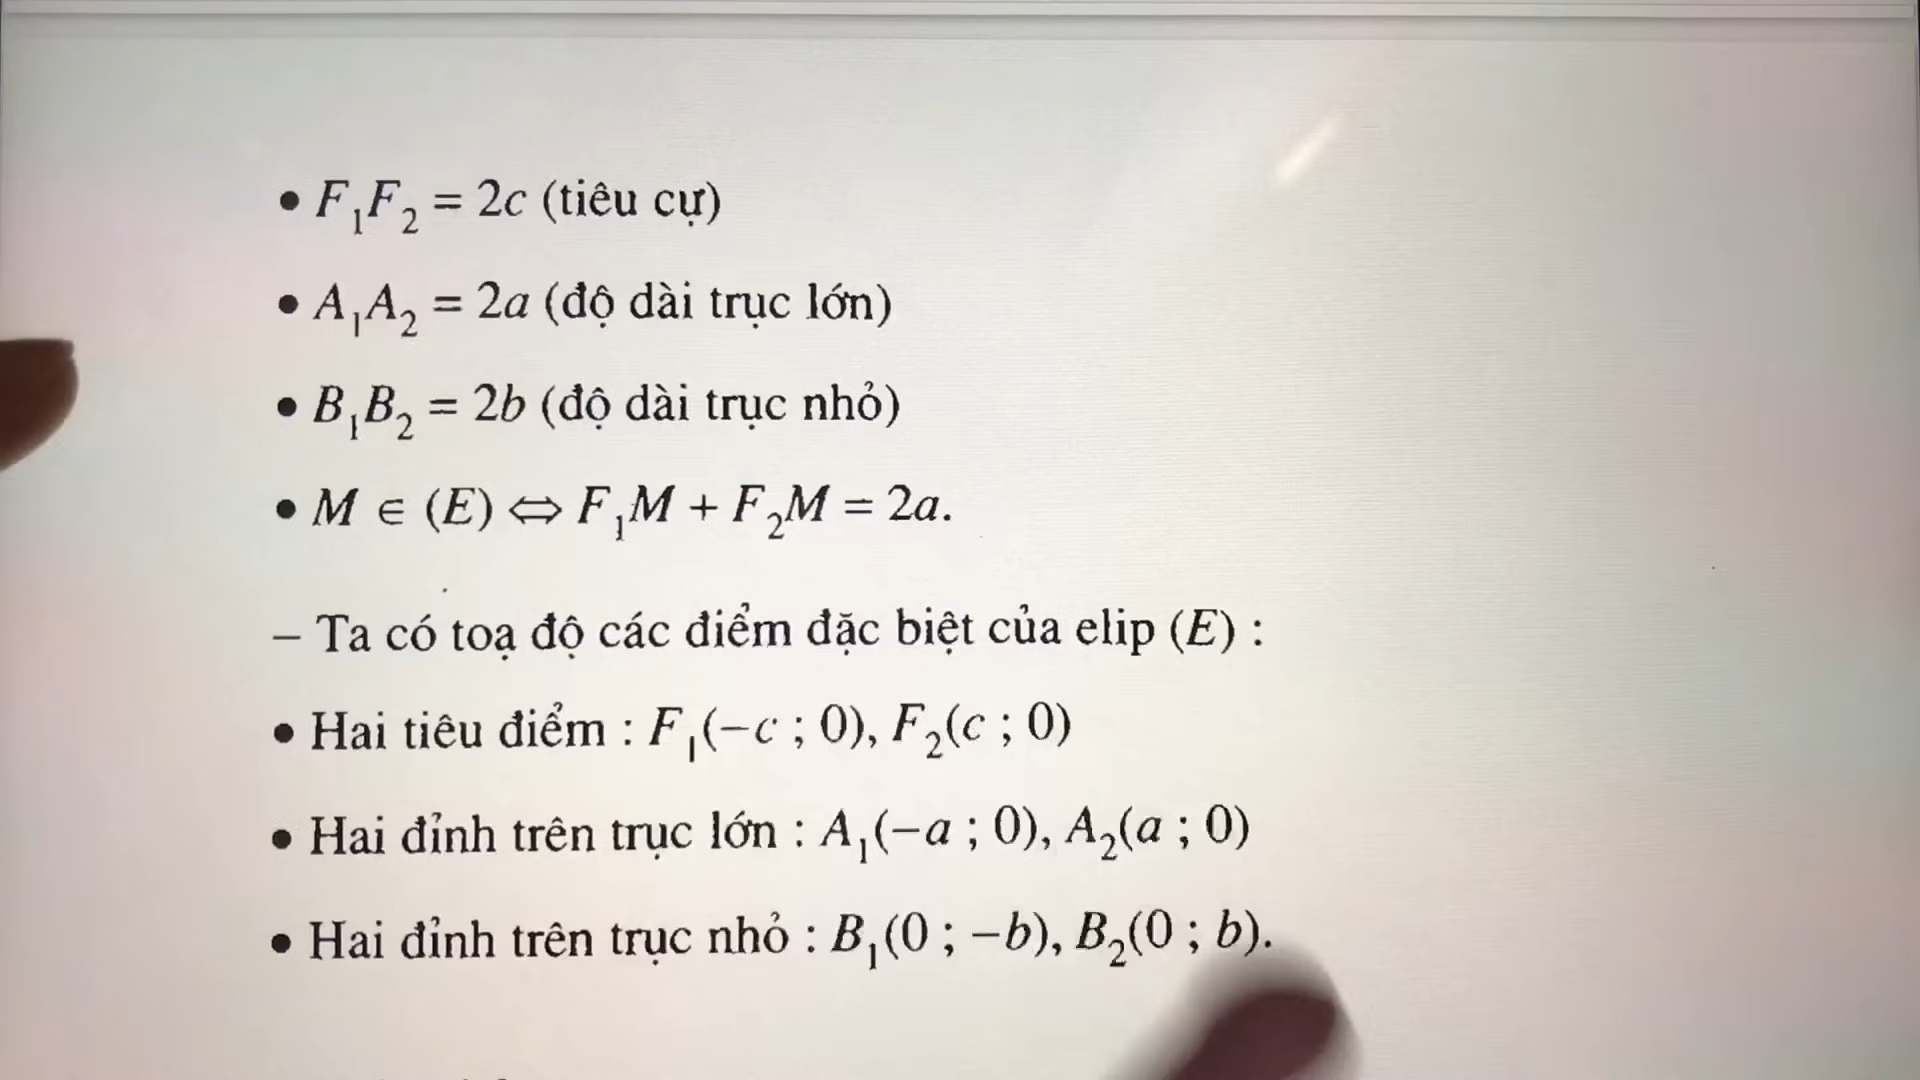 • F₁F₂ = 2c (tiêu cự)
• A₁A₂ = 2a (độ dài trục lớn)
• B₁B₂ = 2b (độ dài trục nhỏ)
• M ∈ (E) ⇔ F₁M + F₂M = 2a.
– Ta có toạ độ các điểm đặc biệt của elip (E) :
• Hai tiêu điểm : F₁(−c ; 0), F₂(c ; 0)
• Hai đỉnh trên trục lớn : A₁(−a ; 0), A₂(a ; 0)
• Hai đỉnh trên trục nhỏ : B₁(0 ; −b), B₂(0 ; b).